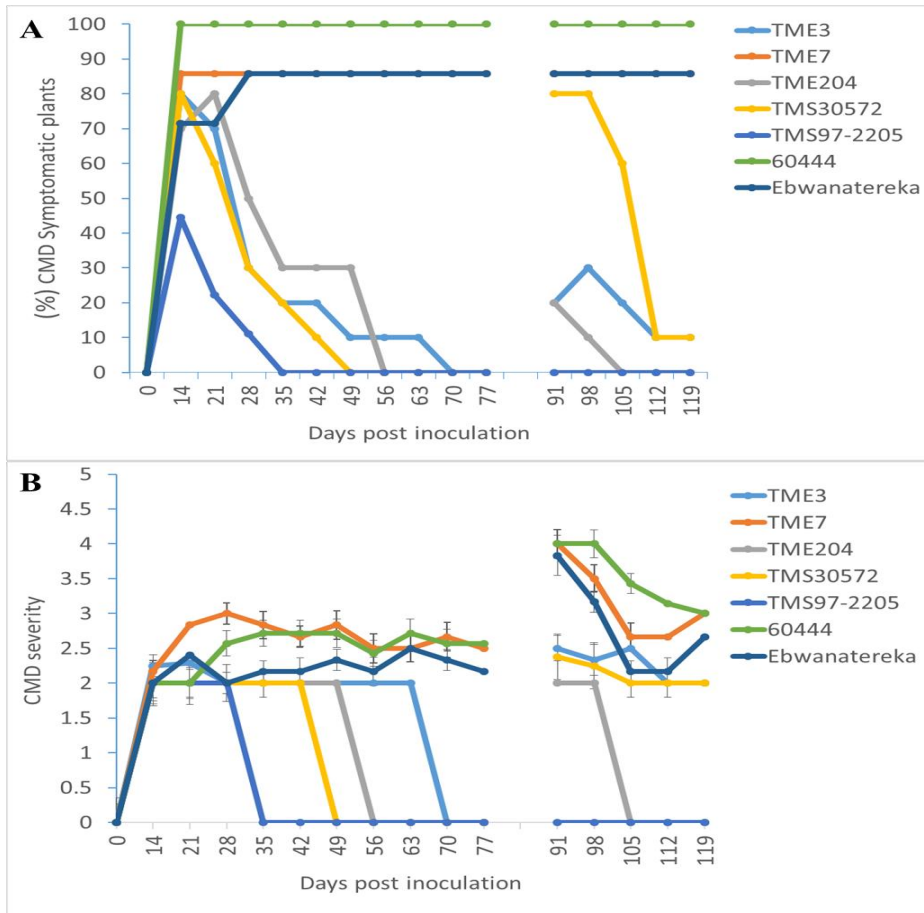 A
(%) CMD Symptomatic plants
100
90
80
70
60
50
40
30
20
10
0
0 14 21 28 35 42 49 56 63 70 77 91 98 105 112 119
Days post inoculation
TME3
TME7
TME204
TMS30572
TMS97-2205
60444
Ebwanatereka
B
CMD severity
5
4.5
4
3.5
3
2.5
2
1.5
1
0.5
0
0 14 21 28 35 42 49 56 63 70 77 91 98 105 112 119
Days post inoculation
TME3
TME7
TME204
TMS30572
TMS97-2205
60444
Ebwanatereka